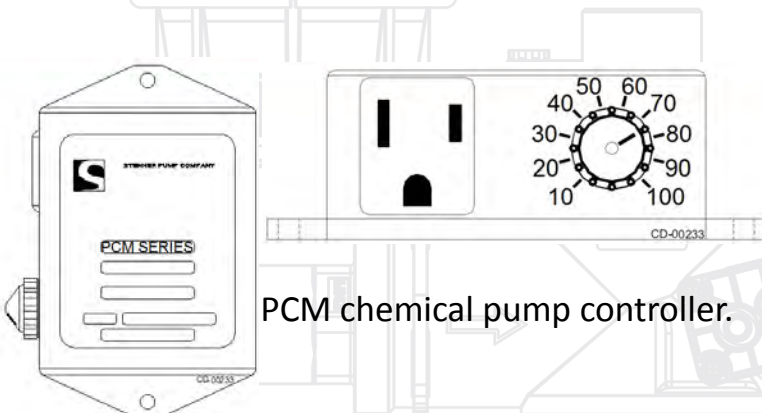 STENNER PUMP COMPANY
PCM SERIES
CD-00233
10 20 30 40 50 60 70 80 90 100
CD-00233
PCM chemical pump controller.